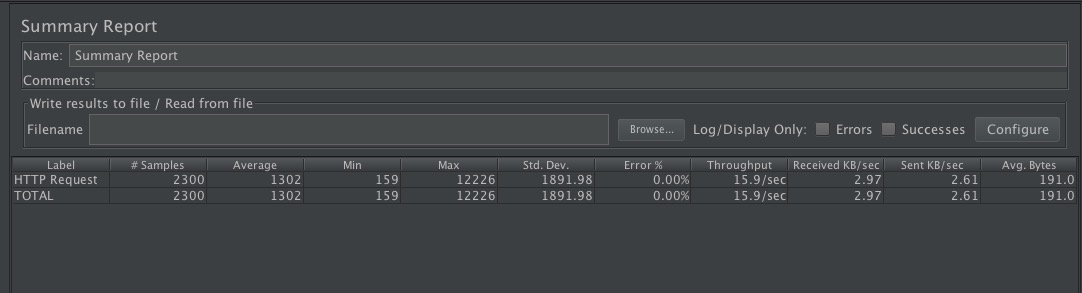 Summary Report
Name: Summary Report
Comments:
Write results to file / Read from file
Filename Browse... Log/Display Only: Errors Successes Configure
Label # Samples Average Min Max Std. Dev. Error % Throughput Received KB/sec Sent KB/sec Avg. Bytes
HTTP Request 2300 1302 159 12226 1891.98 0.00% 15.9/sec 2.97 2.61 191.0
TOTAL 2300 1302 159 12226 1891.98 0.00% 15.9/sec 2.97 2.61 191.0